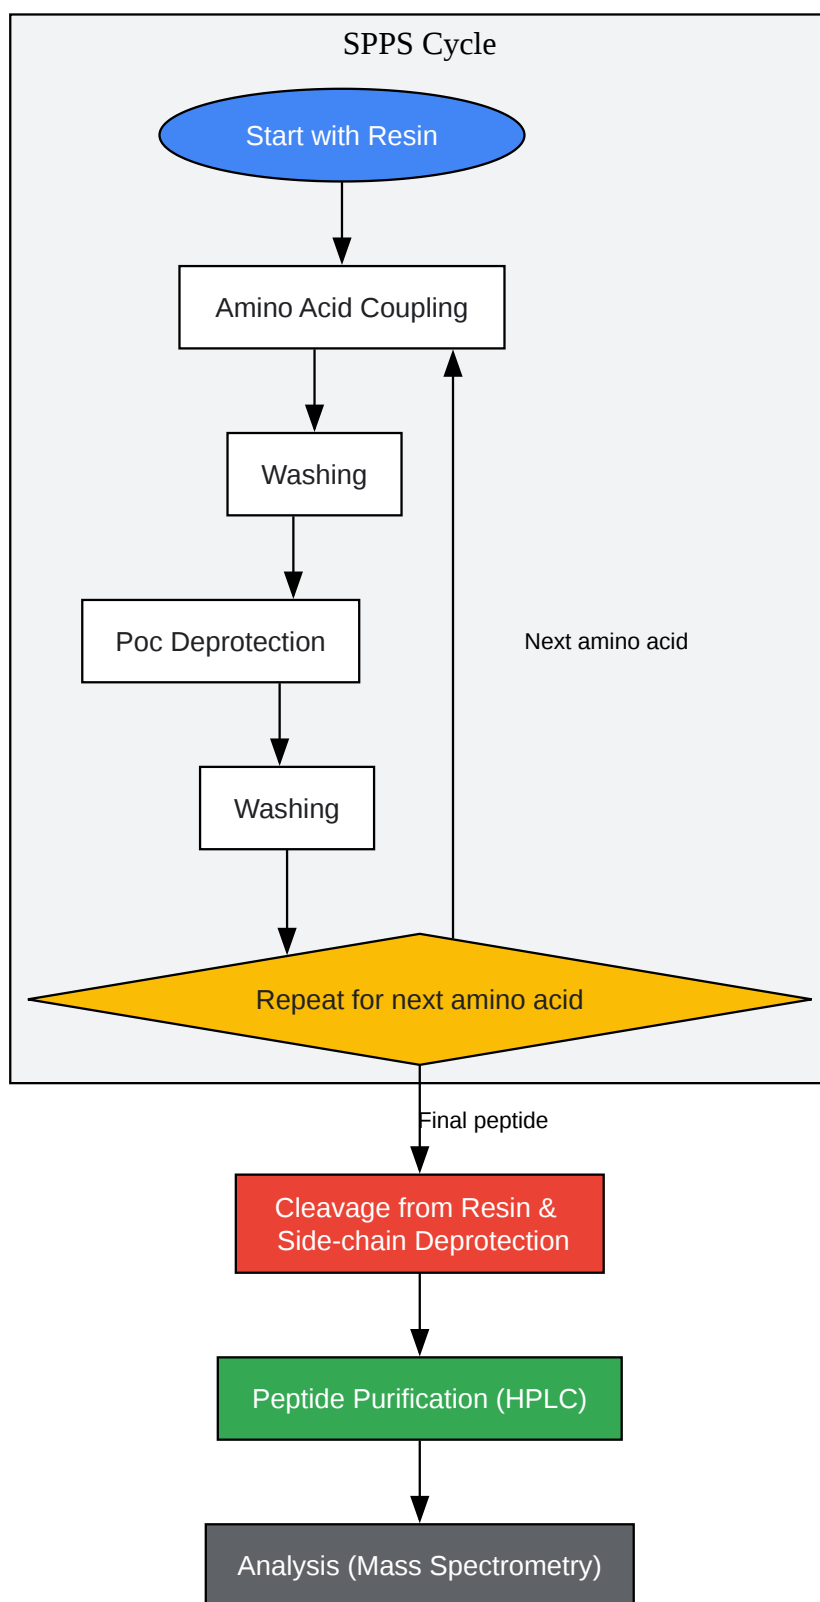 SPPS Cycle
Start with Resin
Amino Acid Coupling
Washing
Poc Deprotection
Next amino acid
Washing
Repeat for next amino acid
Final peptide
Cleavage from Resin &
Side-chain Deprotection
Peptide Purification (HPLC)
Analysis (Mass Spectrometry)